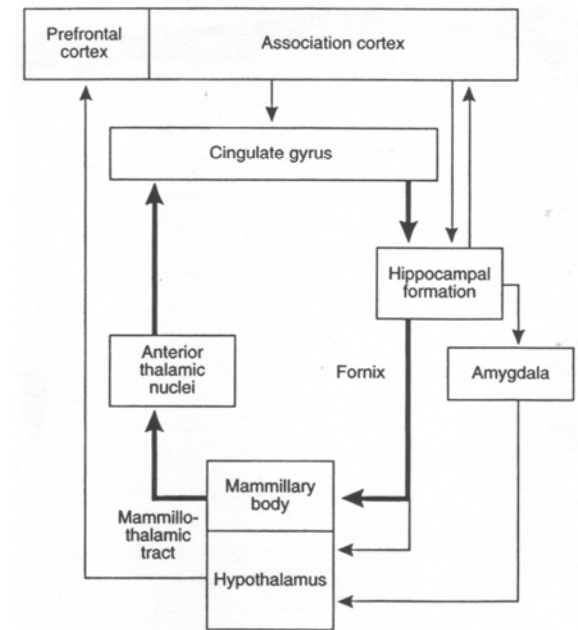 Prefrontal
cortex
Association cortex
Cingulate gyrus
Hippocampal
formation
Anterior
thalamic
nuclei
Fornix
Amygdala
Mammillary
body
Mammillo-
thalamic
tract
Hypothalamus